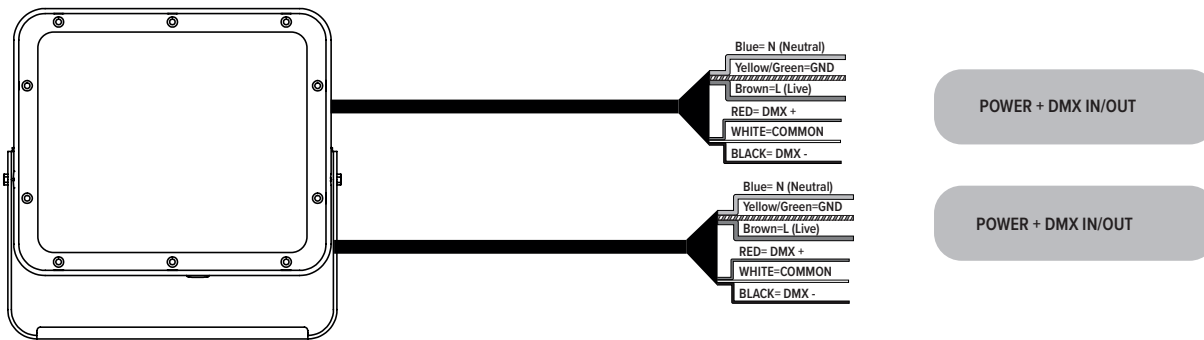 Blue= N (Neutral)
Yellow/Green=GND
Brown=L (Live)
RED= DMX +
WHITE=COMMON
BLACK= DMX -
POWER + DMX IN/OUT
Blue= N (Neutral)
Yellow/Green=GND
Brown=L (Live)
RED= DMX +
WHITE=COMMON
BLACK= DMX -
POWER + DMX IN/OUT